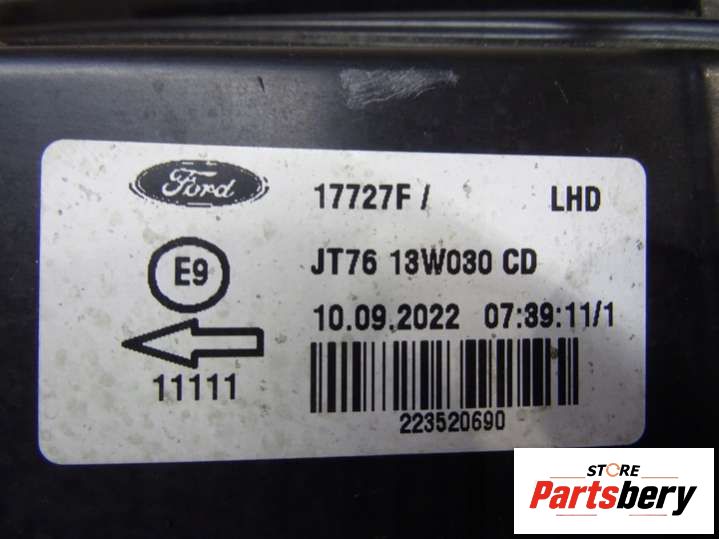 Ford 17727F / LHD
E9 JT76 13W030 CD
10.09.2022 07:39:11/1
11111
223520690
STORE
Partsbery